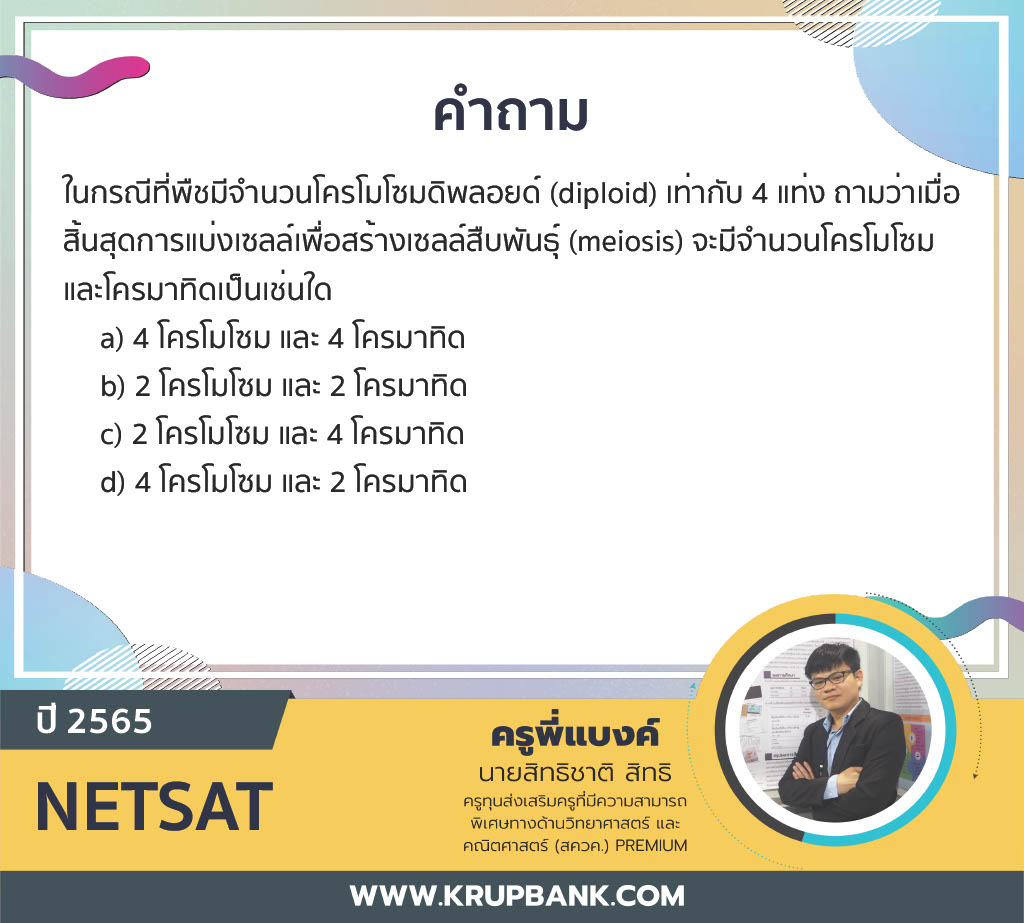 คำถาม
ในกรณีที่พืชมีจำนวนโครโมโซมดิพลอยด์ (diploid) เท่ากับ 4 แท่ง ถามว่าเมื่อ
สิ้นสุดการแบ่งเซลล์เพื่อสร้างเซลล์สืบพันธุ์ (meiosis) จะมีจำนวนโครโมโซม
และโครมาทิดเป็นเช่นใด
a) 4 โครโมโซม และ 4 โครมาทิด
b) 2 โครโมโซม และ 2 โครมาทิด
c) 2 โครโมโซม และ 4 โครมาทิด
d) 4 โครโมโซม และ 2 โครมาทิด
ปี 2565
NETSAT
ครูพี่แบงค์
นายสิทธิชาติ สิทธิ
ครูทุนส่งเสริมครูที่มีความสามารถ
พิเศษทางด้านวิทยาศาสตร์ และ
คณิตศาสตร์ (สควค.) PREMIUM
WWW.KRUPBANK.COM